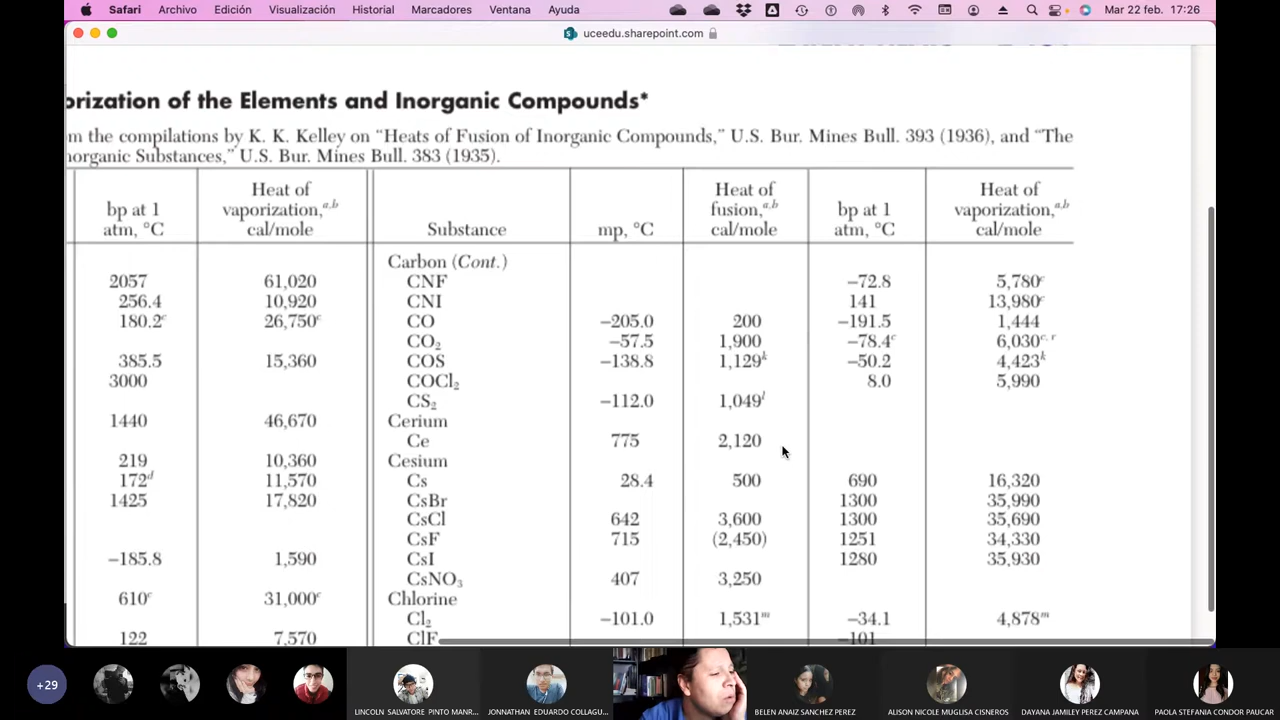 Safari Archivo Edición Visualización Historial Marcadores Ventana Ayuda Mar 22 feb. 17:26
uceedu.sharepoint.com
orization of the Elements and Inorganic Compounds*
m the compilations by K. K. Kelley on “Heats of Fusion of Inorganic Compounds,” U.S. Bur. Mines Bull. 393 (1936), and “The
norganic Substances,” U.S. Bur. Mines Bull. 383 (1935).
Heat of Heat of Heat of
bp at 1 vaporization,a,b fusion,a,b bp at 1 vaporization,a,b
atm, °C cal/mole Substance mp, °C cal/mole atm, °C cal/mole
Carbon (Cont.)
2057 61,020 CNF −72.8 5,780c
256.4 10,920 CNI 141 13,980c
180.2c 26,750c CO −205.0 200 −191.5 1,444
CO2 −57.5 1,900 −78.4c 6,030c, r
385.5 15,360 COS −138.8 1,129k −50.2 4,423k
3000 COCl2 8.0 5,990
CS2 −112.0 1,049l
1440 46,670 Cerium
Ce 775 2,120
219 10,360 Cesium
172d 11,570 Cs 28.4 500 690 16,320
1425 17,820 CsBr 1300 35,990
CsCl 642 3,600 1300 35,690
CsF 715 (2,450) 1251 34,330
−185.8 1,590 CsI 1280 35,930
CsNO3 407 3,250
610c 31,000c Chlorine
Cl2 −101.0 1,531m −34.1 4,878m
122 7,570 ClF −101
+29
LINCOLN SALVATORE PINTO MANR... JONNATHAN EDUARDO COLLAGU... BELEN ANAIZ SANCHEZ PEREZ ALISON NICOLE MUGLISA CISNEROS DAYANA JAMILEY PEREZ CAMPANA PAOLA STEFANIA CONDOR PAUCAR